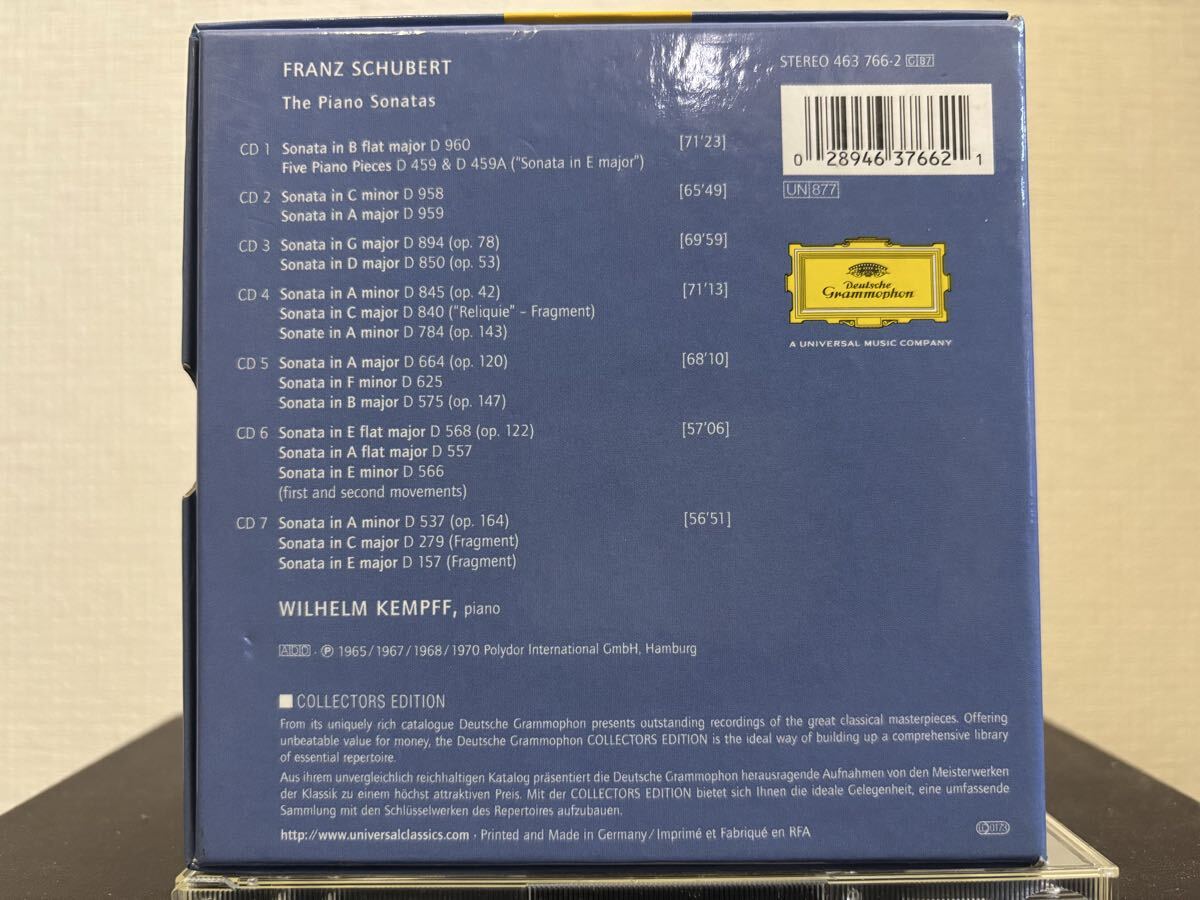 FRANZ SCHUBERT
The Piano Sonatas
STEREO 463 766-2 G 87
0 28946 37662 1
UN 877
Deutsche
Grammophon
A UNIVERSAL MUSIC COMPANY
CD 1 Sonata in B flat major D 960 [71'23]
Five Piano Pieces D 459 & D 459A ("Sonata in E major")
CD 2 Sonata in C minor D 958 [65'49]
Sonata in A major D 959
CD 3 Sonata in G major D 894 (op. 78) [69'59]
Sonata in D major D 850 (op. 53)
CD 4 Sonata in A minor D 845 (op. 42) [71'13]
Sonata in C major D 840 ("Reliquie" – Fragment)
Sonate in A minor D 784 (op. 143)
CD 5 Sonata in A major D 664 (op. 120) [68'10]
Sonata in F minor D 625
Sonata in B major D 575 (op. 147)
CD 6 Sonata in E flat major D 568 (op. 122) [57'06]
Sonata in A flat major D 557
Sonata in E minor D 566
(first and second movements)
CD 7 Sonata in A minor D 537 (op. 164) [56'51]
Sonata in C major D 279 (Fragment)
Sonata in E major D 157 (Fragment)
WILHELM KEMPFF, piano
ADD · ℗ 1965/1967/1968/1970 Polydor International GmbH, Hamburg
COLLECTORS EDITION
From its uniquely rich catalogue Deutsche Grammophon presents outstanding recordings of the great classical masterpieces. Offering
unbeatable value for money, the Deutsche Grammophon COLLECTORS EDITION is the ideal way of building up a comprehensive library
of essential repertoire.
Aus ihrem unvergleichlich reichhaltigen Katalog präsentiert die Deutsche Grammophon herausragende Aufnahmen von den Meisterwerken
der Klassik zu einem höchst attraktiven Preis. Mit der COLLECTORS EDITION bietet sich Ihnen die ideale Gelegenheit, eine umfassende
Sammlung mit den Schlüsselwerken des Repertoires aufzubauen.
http://www.universalclassics.com · Printed and Made in Germany / Imprimé et Fabriqué en RFA